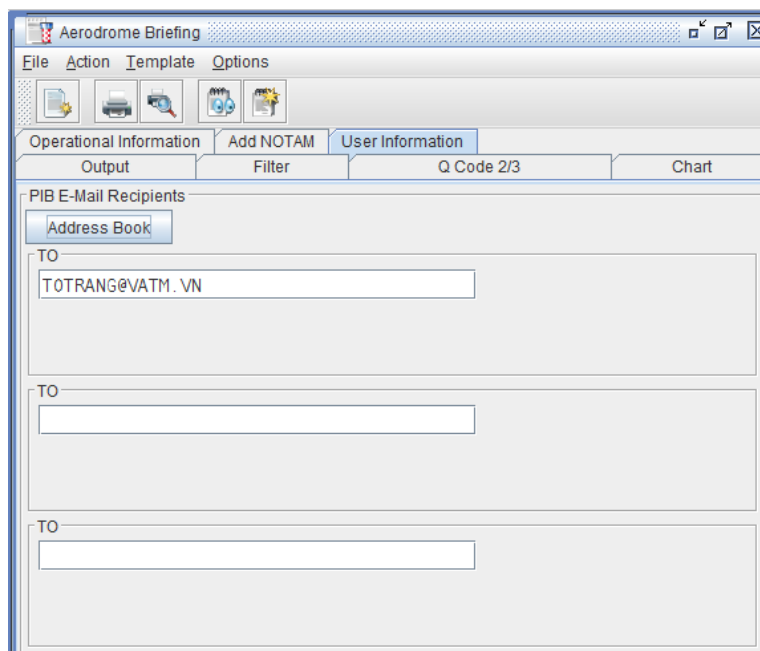 Aerodrome Briefing
File Action Template Options
Operational Information Add NOTAM User Information
Output Filter Q Code 2/3 Chart
PIB E-Mail Recipients
Address Book
TO
TOTRANG@VATM.VN
TO
TO